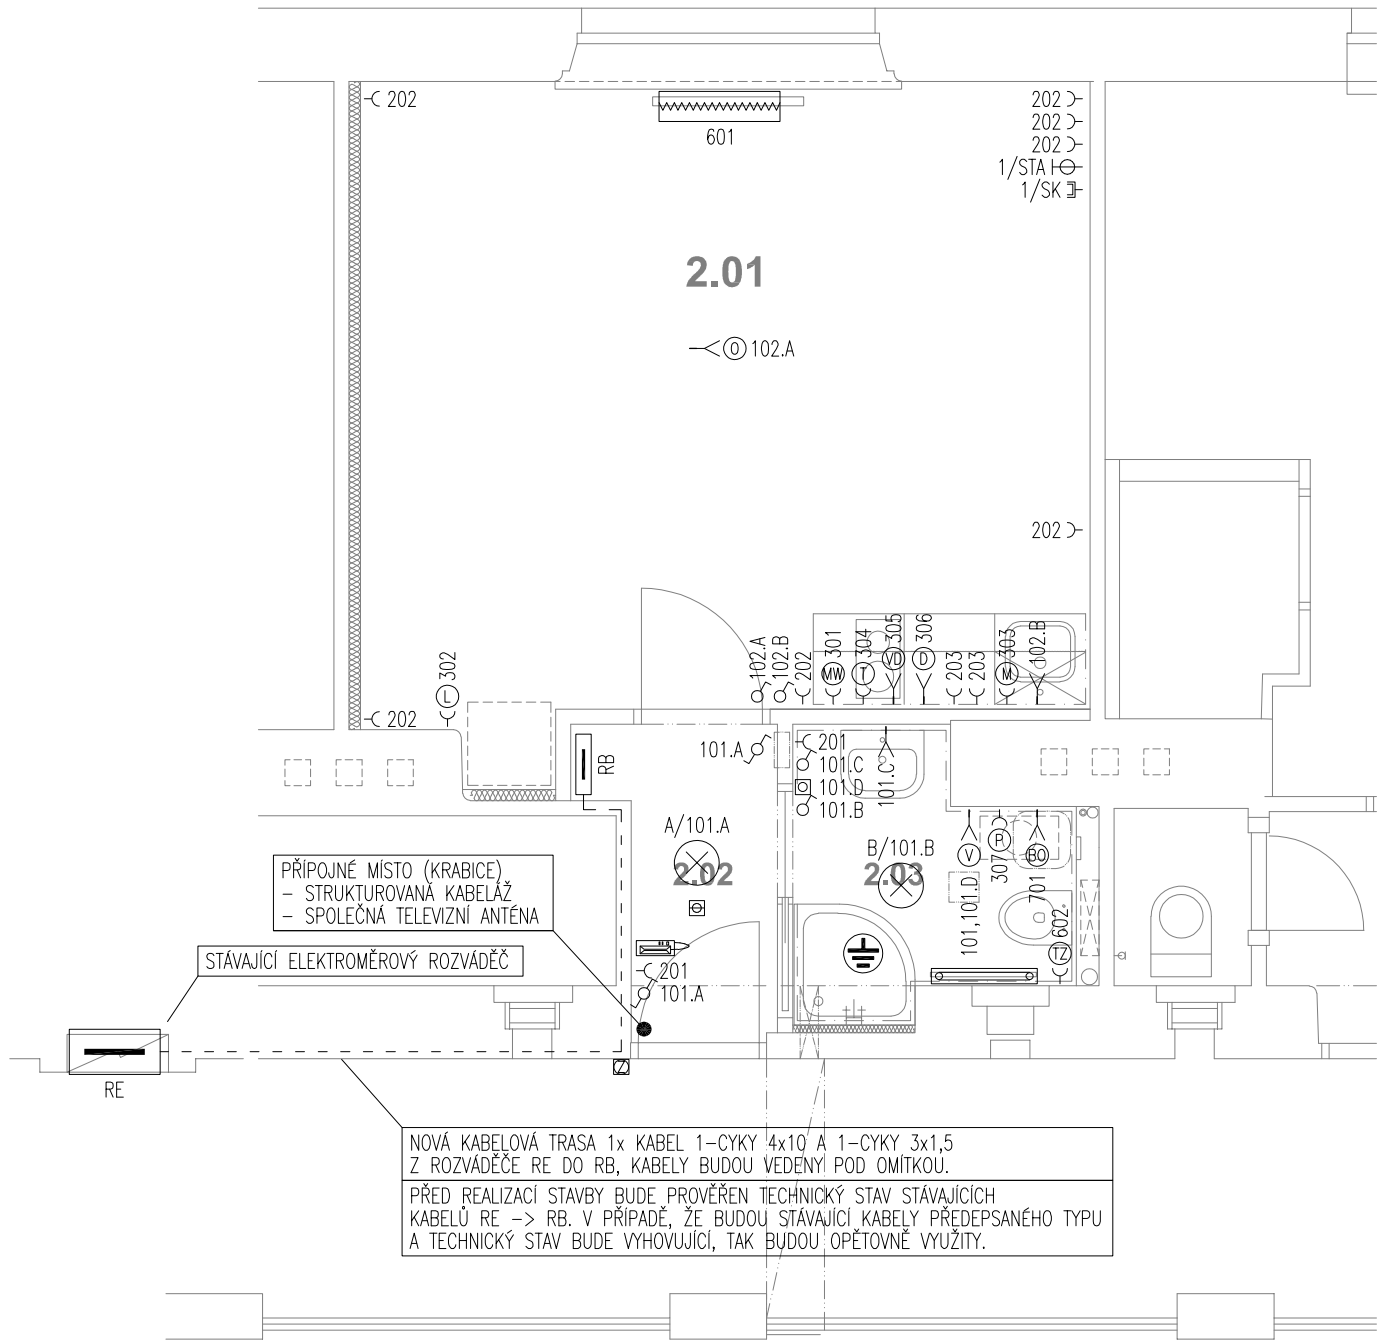 202
202
202
202
601
1/STA
1/SK
2.01
O 102.A
202
302
L
202
102.A
102.B
202
301
MW
304
T
305
VD
306
D
203
203
303
M
102.B
101.A
RB
201
101.C
101.D
101.B
101.C
A/101.A
2.02
B/101.B
2.03
V
101,101.D
P
307
BO
701
602
TZ
PŘÍPOJNÉ MÍSTO (KRABICE)
– STRUKTUROVANÁ KABELÁŽ
– SPOLEČNÁ TELEVIZNÍ ANTÉNA
STÁVAJÍCÍ ELEKTROMĚROVÝ ROZVÁDĚČ
201
101.A
Z
RE
NOVÁ KABELOVÁ TRASA 1x KABEL 1–CYKY 4x10 A 1–CYKY 3x1,5
Z ROZVÁDĚČE RE DO RB, KABELY BUDOU VEDENY POD OMÍTKOU.
PŘED REALIZACÍ STAVBY BUDE PROVĚŘEN TECHNICKÝ STAV STÁVAJÍCÍCH
KABELŮ RE –> RB. V PŘÍPADĚ, ŽE BUDOU STÁVAJÍCÍ KABELY PŘEDEPSANÉHO TYPU
A TECHNICKÝ STAV BUDE VYHOVUJÍCÍ, TAK BUDOU OPĚTOVNĚ VYUŽITY.